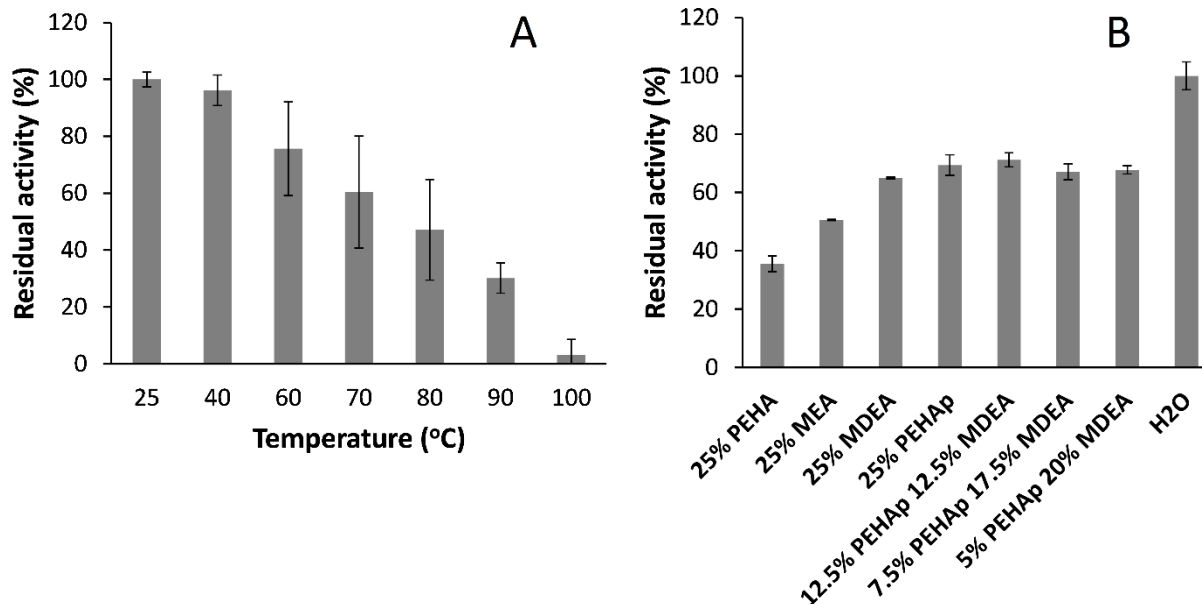 A
Residual activity (%)
120
100
80
60
40
20
0
25 40 60 70 80 90 100
Temperature (°C)
B
Residual activity (%)
120
100
80
60
40
20
0
25% PEHA
25% MEA
25% MDEA
25% PEHAp
12.5% PEHAp 12.5% MDEA
7.5% PEHAp 17.5% MDEA
5% PEHAp 20% MDEA
H2O